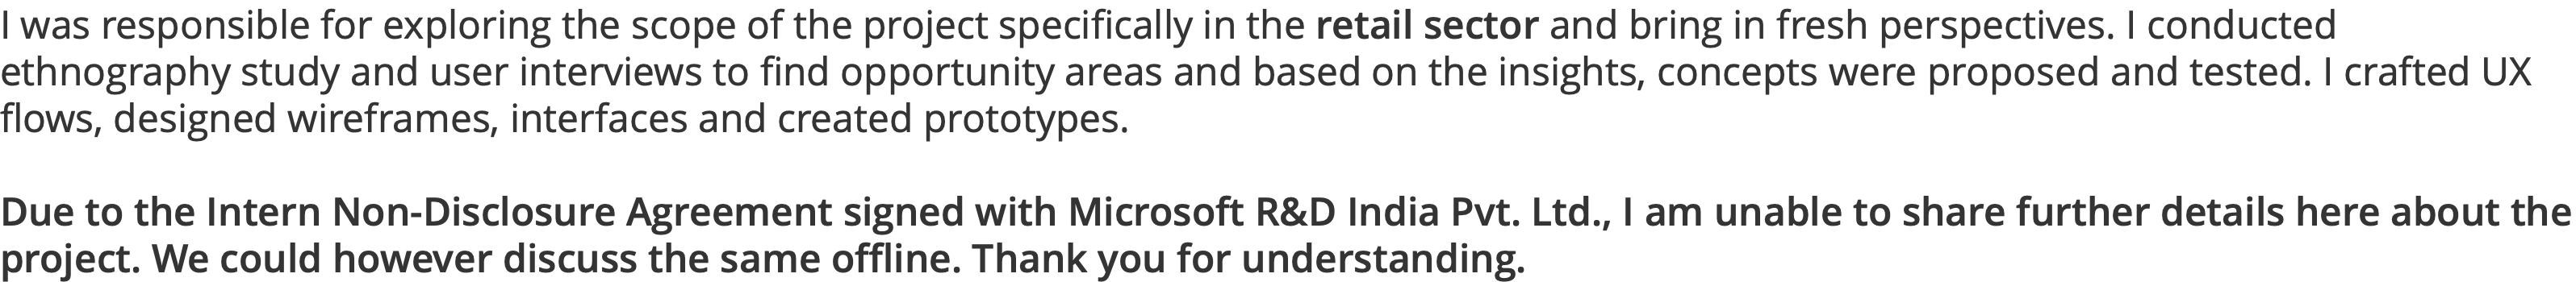 I was responsible for exploring the scope of the project specifically in the retail sector and bring in fresh perspectives. I conducted
ethnography study and user interviews to find opportunity areas and based on the insights, concepts were proposed and tested. I crafted UX
flows, designed wireframes, interfaces and created prototypes.
Due to the Intern Non-Disclosure Agreement signed with Microsoft R&D India Pvt. Ltd., I am unable to share further details here about the
project. We could however discuss the same offline. Thank you for understanding.